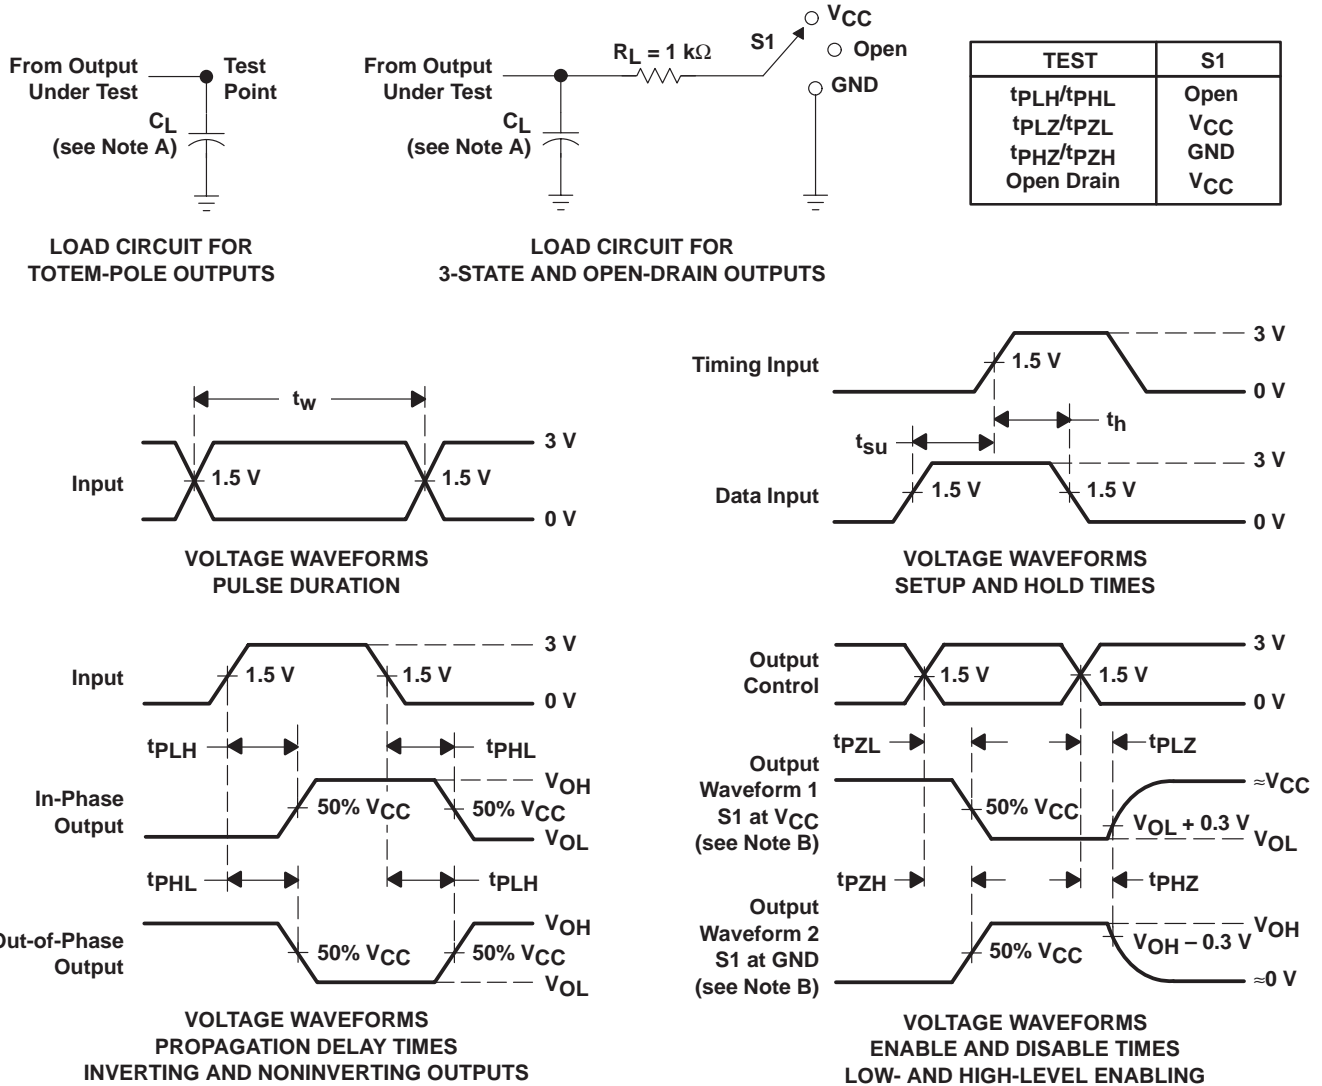 From Output
Under Test
Test
Point
CL
(see Note A)
LOAD CIRCUIT FOR
TOTEM-POLE OUTPUTS
From Output
Under Test
RL = 1 kΩ
S1
VCC
Open
GND
CL
(see Note A)
LOAD CIRCUIT FOR
3-STATE AND OPEN-DRAIN OUTPUTS
TEST S1
tPLH/tPHL Open
tPLZ/tPZL VCC
tPHZ/tPZH GND
Open Drain VCC
tw
Input
3 V
1.5 V
1.5 V
0 V
VOLTAGE WAVEFORMS
PULSE DURATION
Timing Input
3 V
1.5 V
0 V
th
tsu
Data Input
3 V
1.5 V
1.5 V
0 V
VOLTAGE WAVEFORMS
SETUP AND HOLD TIMES
Input
3 V
1.5 V
1.5 V
0 V
tPLH
tPHL
In-Phase
Output
VOH
50% VCC
50% VCC
VOL
tPHL
tPLH
Out-of-Phase
Output
VOH
50% VCC
50% VCC
VOL
VOLTAGE WAVEFORMS
PROPAGATION DELAY TIMES
INVERTING AND NONINVERTING OUTPUTS
Output
Control
3 V
1.5 V
1.5 V
0 V
tPZL
tPLZ
Output
Waveform 1
S1 at VCC
(see Note B)
≈VCC
50% VCC
VOL + 0.3 V
VOL
tPZH
tPHZ
Output
Waveform 2
S1 at GND
(see Note B)
VOH
50% VCC
VOH − 0.3 V
≈0 V
VOLTAGE WAVEFORMS
ENABLE AND DISABLE TIMES
LOW- AND HIGH-LEVEL ENABLING